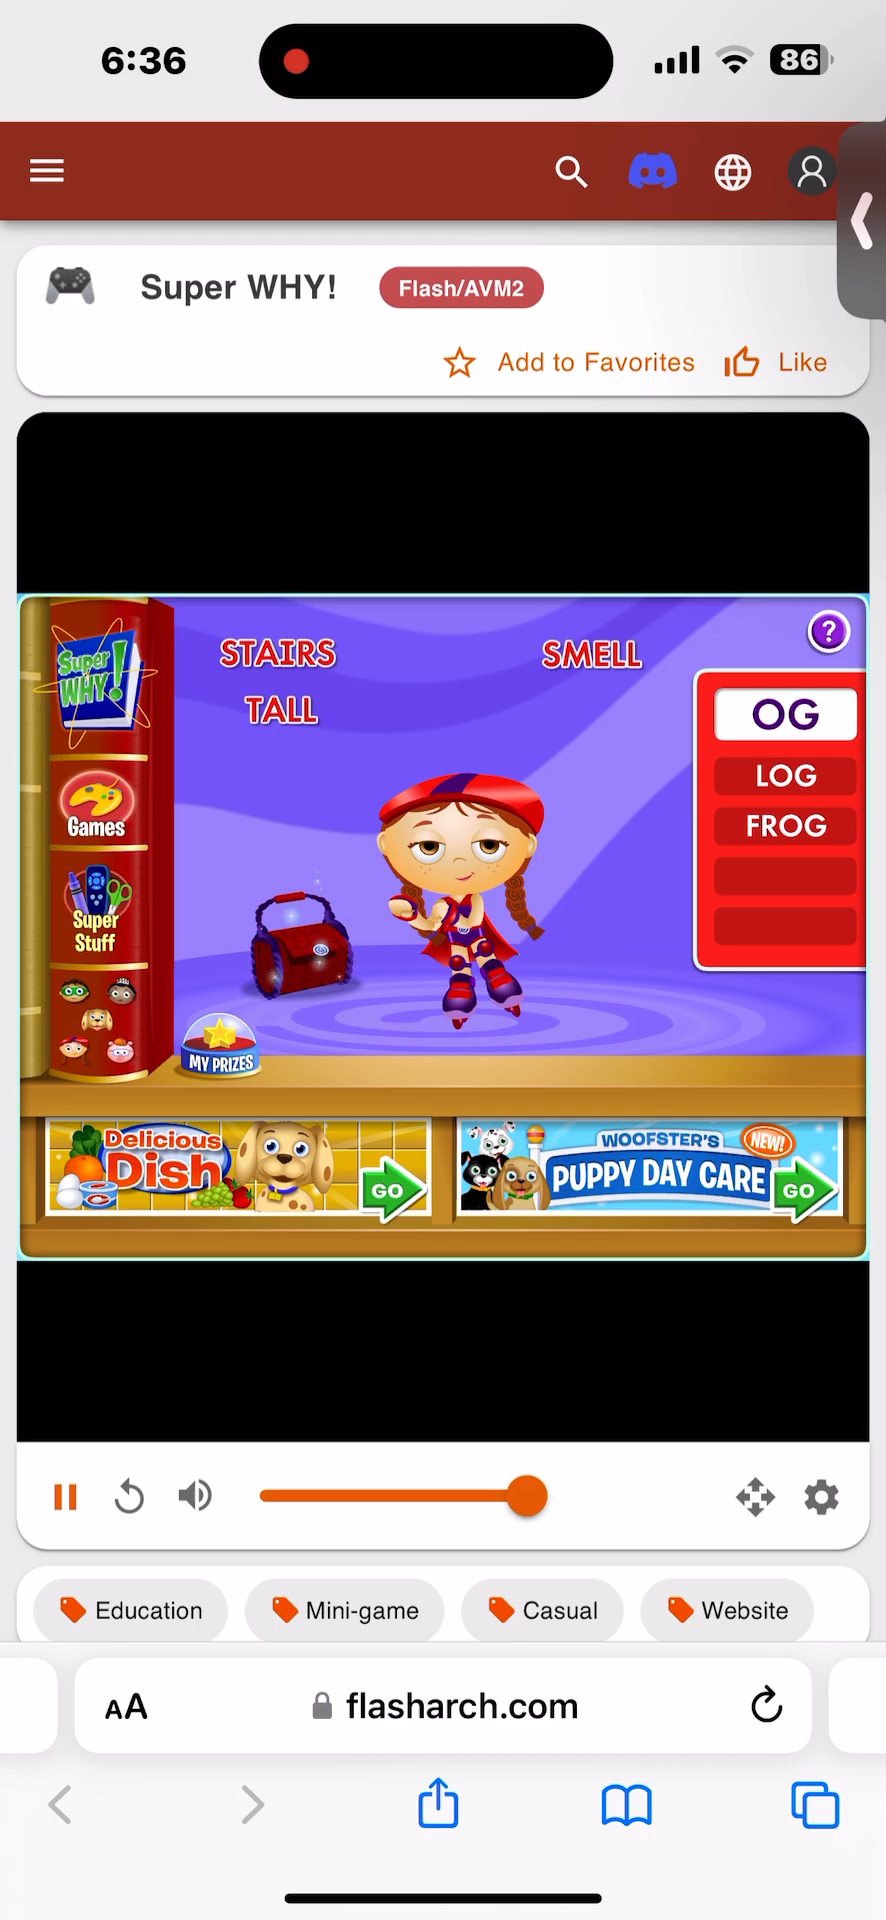 6:36
86
Super WHY!
Flash/AVM2
Add to Favorites
Like
Super WHY!
STAIRS
SMELL
?
TALL
OG
LOG
FROG
Games
Super Stuff
MY PRIZES
Delicious
Dish
GO
WOOFSTER'S
NEW!
PUPPY DAY CARE
GO
Education
Mini-game
Casual
Website
AA
flasharch.com